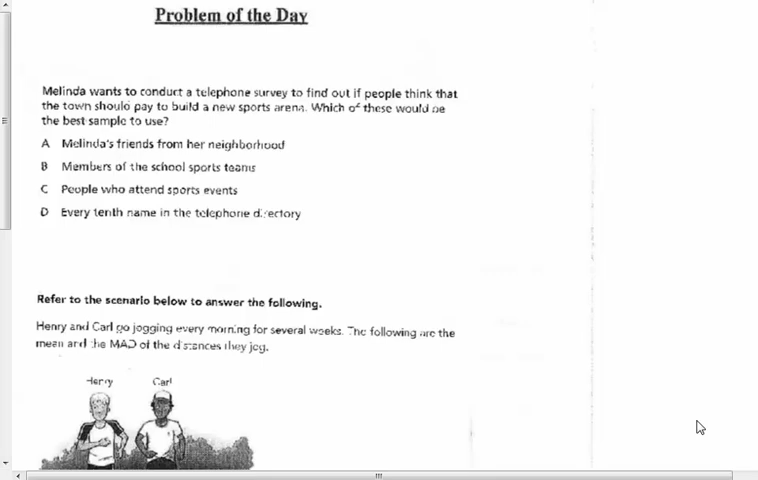 Problem of the Day
Melinda wants to conduct a telephone survey to find out if people think that
the town should pay to build a new sports arena. Which of these would be
the best sample to use?
A Melinda's friends from her neighborhood
B Members of the school sports teams
C People who attend sports events
D Every tenth name in the telephone directory
Refer to the scenario below to answer the following.
Henry and Carl go jogging every morning for several weeks. The following are the
mean and the MAD of the distances they jog.
Henry Carl